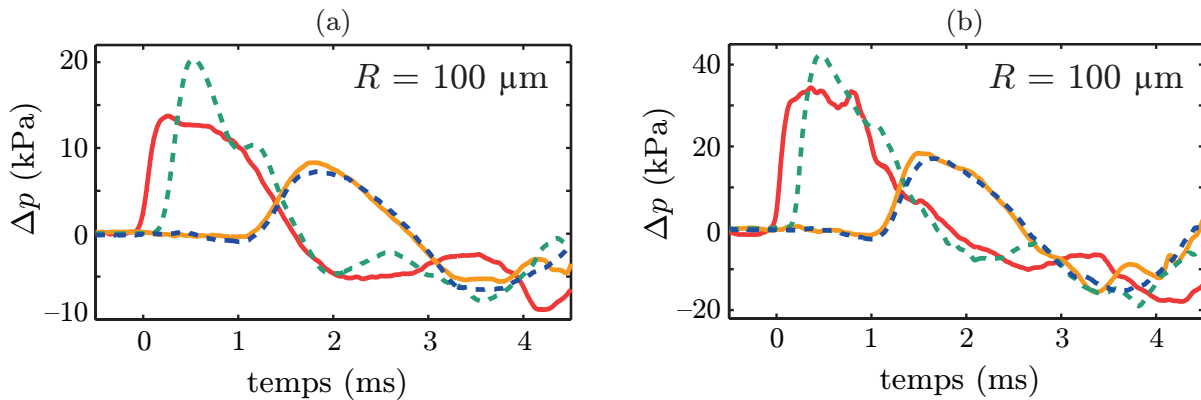 (a)
R = 100 µm
Δp (kPa)
20
10
0
−10
0 1 2 3 4
temps (ms)
(b)
R = 100 µm
Δp (kPa)
40
20
0
−20
0 1 2 3 4
temps (ms)